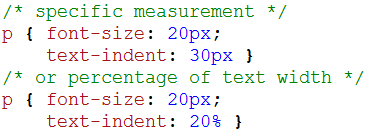 /* specific measurement */
p { font-size: 20px;
    text-indent: 30px }
/* or percentage of text width */
p { font-size: 20px;
    text-indent: 20% }